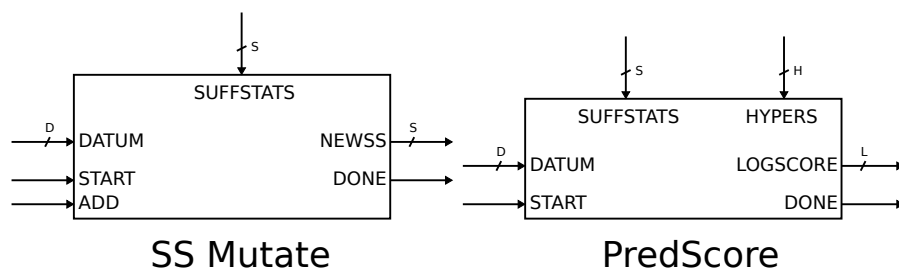 S
SUFFSTATS
D
DATUM
START
ADD
NEWSS
S
DONE
SS Mutate
S
H
SUFFSTATS
HYPERS
D
DATUM
START
LOGSCORE
L
DONE
PredScore